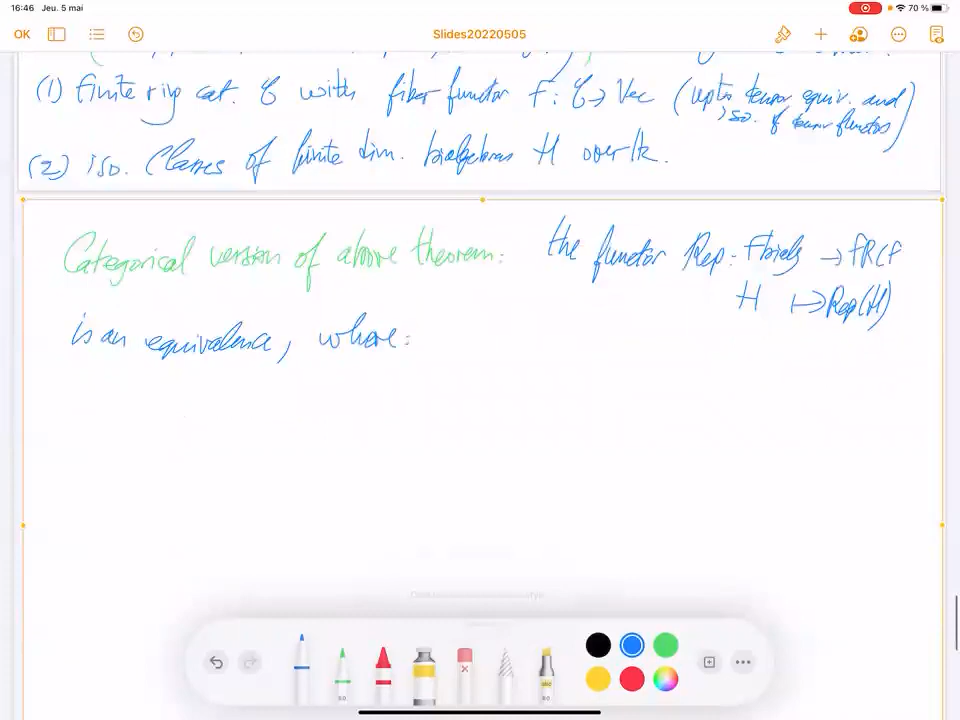 16:46 Jeu. 5 mai
70 %
OK
Slides20220505
(1) finite ring cat. C with fiber functor F: C → Vec (up to tensor equiv. and
iso. of tensor functors)
(2) iso. classes of finite dim. bialgebras H over k.
Categorical version of above theorem: the functor Rep: Fbialg → fRCF
H ↦ Rep(H)
is an equivalence, where: